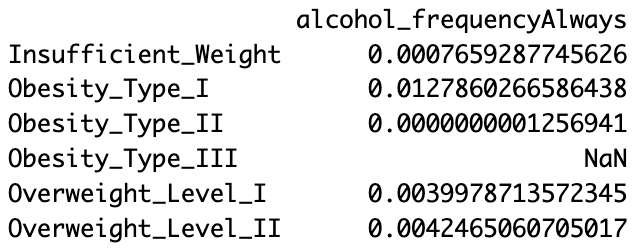 alcohol_frequencyAlways
Insufficient_Weight 0.0007659287745626
Obesity_Type_I 0.0127860266586438
Obesity_Type_II 0.0000000001256941
Obesity_Type_III NaN
Overweight_Level_I 0.0039978713572345
Overweight_Level_II 0.0042465060705017